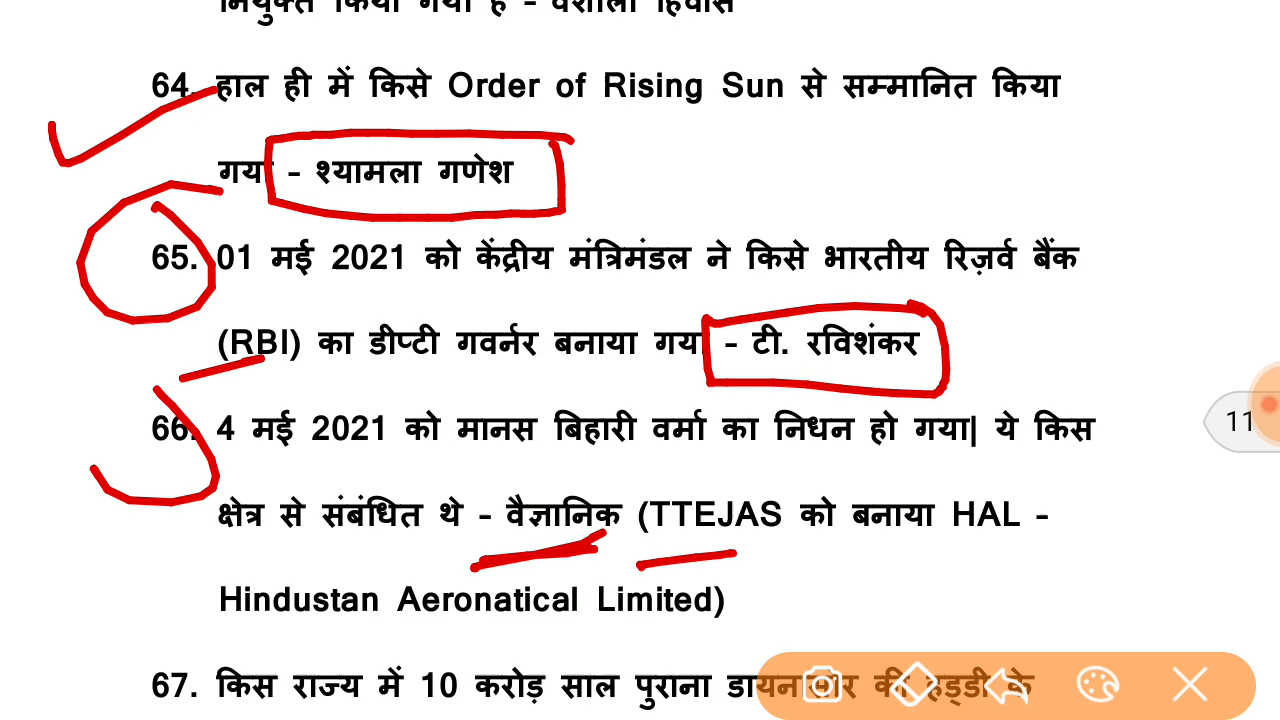 नियुक्त किया गया है - वैशाली हिवासे
64. हाल ही में किसे Order of Rising Sun से सम्मानित किया
गया - श्यामला गणेश
65. 01 मई 2021 को केंद्रीय मंत्रिमंडल ने किसे भारतीय रिज़र्व बैंक
(RBI) का डीप्टी गवर्नर बनाया गया - टी. रविशंकर
66. 4 मई 2021 को मानस बिहारी वर्मा का निधन हो गया| ये किस
11
क्षेत्र से संबंधित थे - वैज्ञानिक (TTEJAS को बनाया HAL -
Hindustan Aeronatical Limited)
67. किस राज्य में 10 करोड़ साल पुराना डायनासोर की हड्डी के